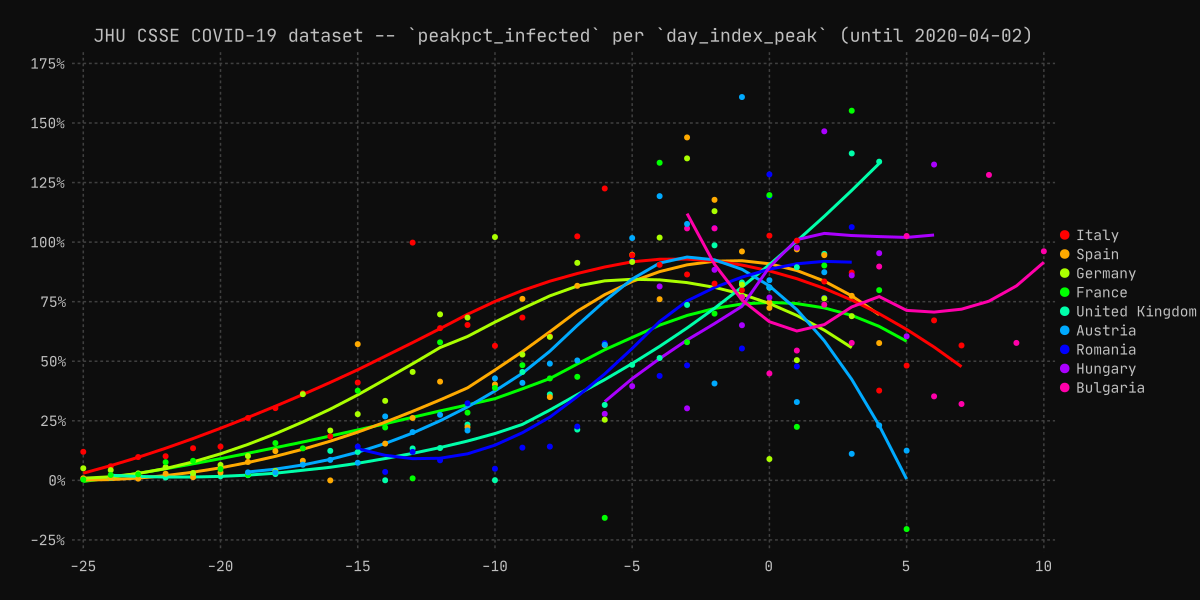 JHU CSSE COVID-19 dataset -- `peakpct_infected` per `day_index_peak` (until 2020-04-02)
175%
150%
125%
100%
75%
50%
25%
0%
-25%
-25 -20 -15 -10 -5 0 5 10
Italy
Spain
Germany
France
United Kingdom
Austria
Romania
Hungary
Bulgaria